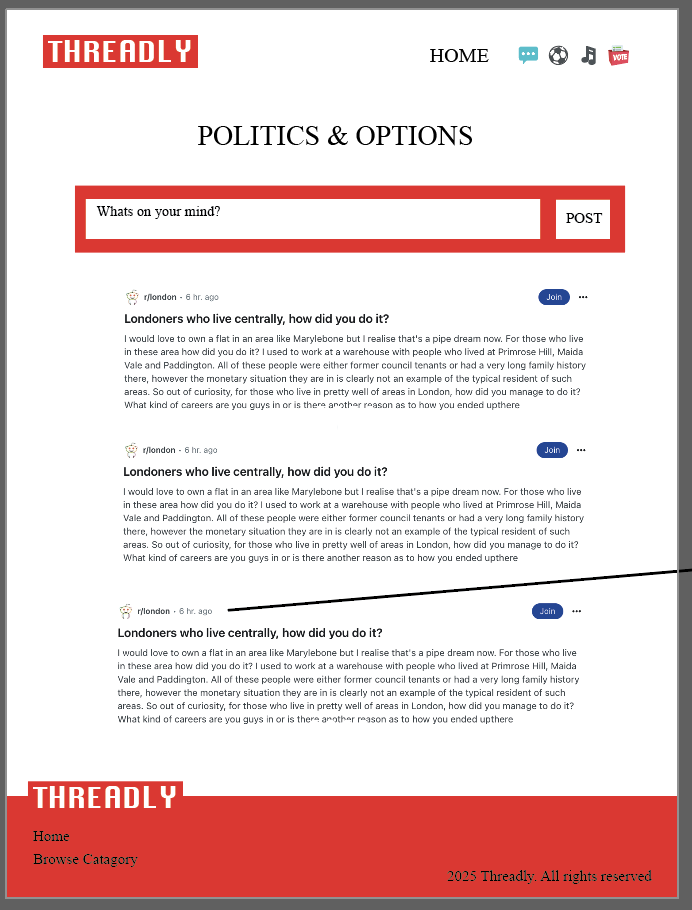 THREADLY
HOME
VOTE
POLITICS & OPTIONS
Whats on your mind?
POST
r/london • 6 hr. ago
Join
Londoners who live centrally, how did you do it?
I would love to own a flat in an area like Marylebone but I realise that's a pipe dream now. For those who live
in these area how did you do it? I used to work at a warehouse with people who lived at Primrose Hill, Maida
Vale and Paddington. All of these people were either former council tenants or had a very long family history
there, however the monetary situation they are in is clearly not an example of the typical resident of such
areas. So out of curiosity, for those who live in pretty well of areas in London, how did you manage to do it?
What kind of careers are you guys in or is there another reason as to how you ended upthere
r/london • 6 hr. ago
Join
Londoners who live centrally, how did you do it?
I would love to own a flat in an area like Marylebone but I realise that's a pipe dream now. For those who live
in these area how did you do it? I used to work at a warehouse with people who lived at Primrose Hill, Maida
Vale and Paddington. All of these people were either former council tenants or had a very long family history
there, however the monetary situation they are in is clearly not an example of the typical resident of such
areas. So out of curiosity, for those who live in pretty well of areas in London, how did you manage to do it?
What kind of careers are you guys in or is there another reason as to how you ended upthere
r/london • 6 hr. ago
Join
Londoners who live centrally, how did you do it?
I would love to own a flat in an area like Marylebone but I realise that's a pipe dream now. For those who live
in these area how did you do it? I used to work at a warehouse with people who lived at Primrose Hill, Maida
Vale and Paddington. All of these people were either former council tenants or had a very long family history
there, however the monetary situation they are in is clearly not an example of the typical resident of such
areas. So out of curiosity, for those who live in pretty well of areas in London, how did you manage to do it?
What kind of careers are you guys in or is there another reason as to how you ended upthere
THREADLY
Home
Browse Catagory
2025 Threadly. All rights reserved